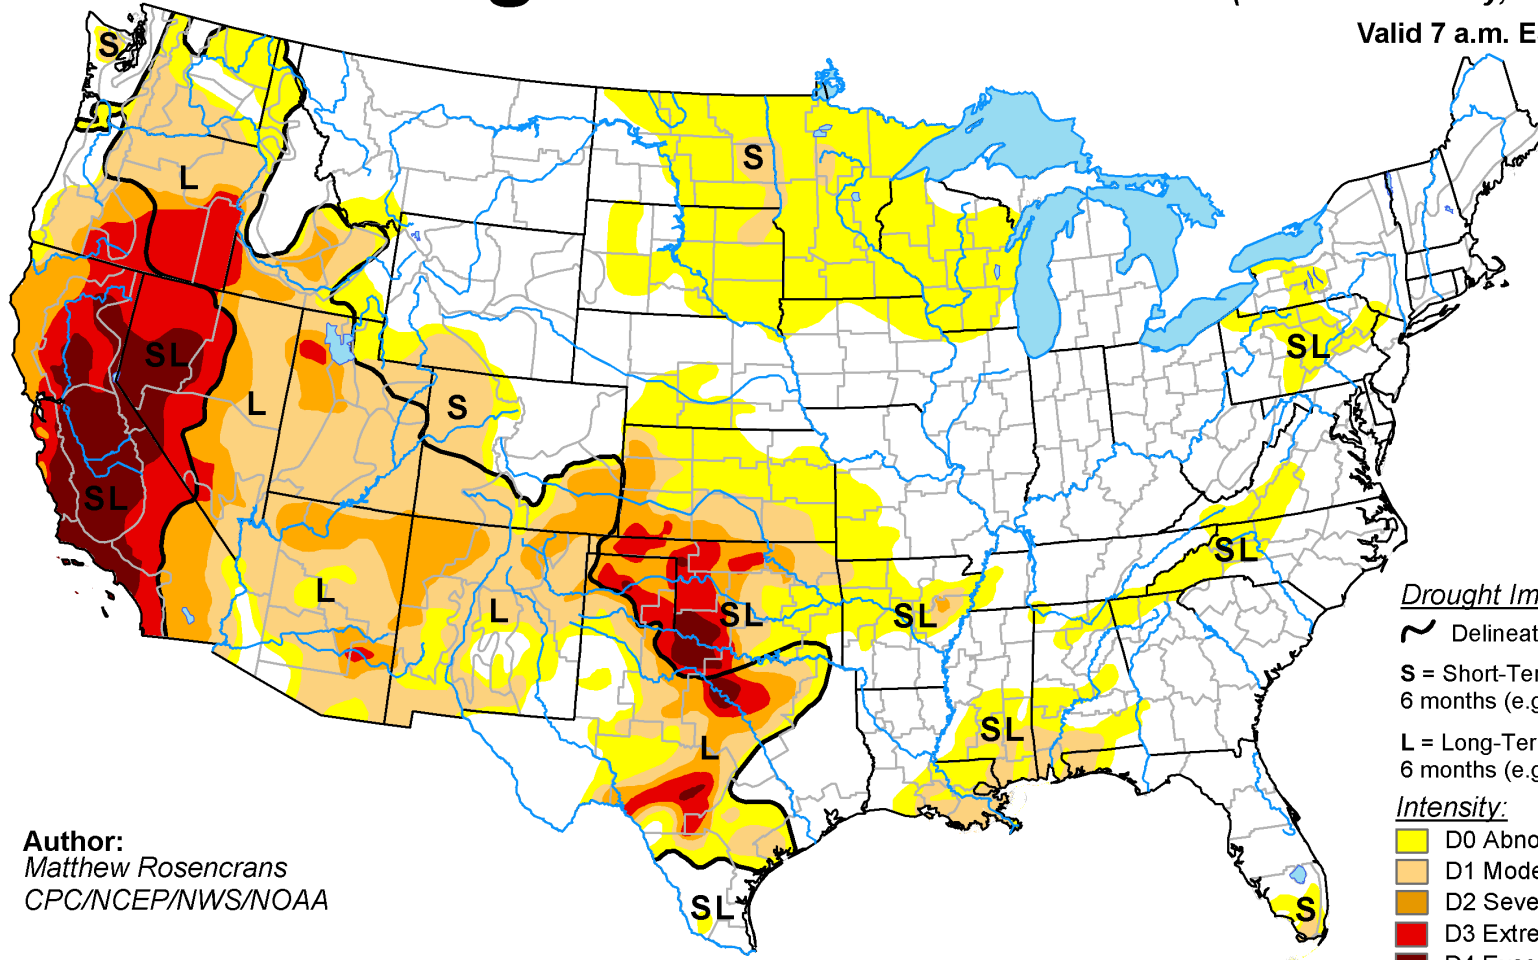 Valid 7 a.m. E
S
S
L
SL
SL
L
S
SL
L
L
SL
SL
SL
L
SL
SL
S
Drought Im
Delineat
S = Short-Ter
6 months (e.g
L = Long-Ter
6 months (e.g
Intensity:
D0 Abno
D1 Mode
D2 Seve
D3 Extre
Author:
Matthew Rosencrans
CPC/NCEP/NWS/NOAA